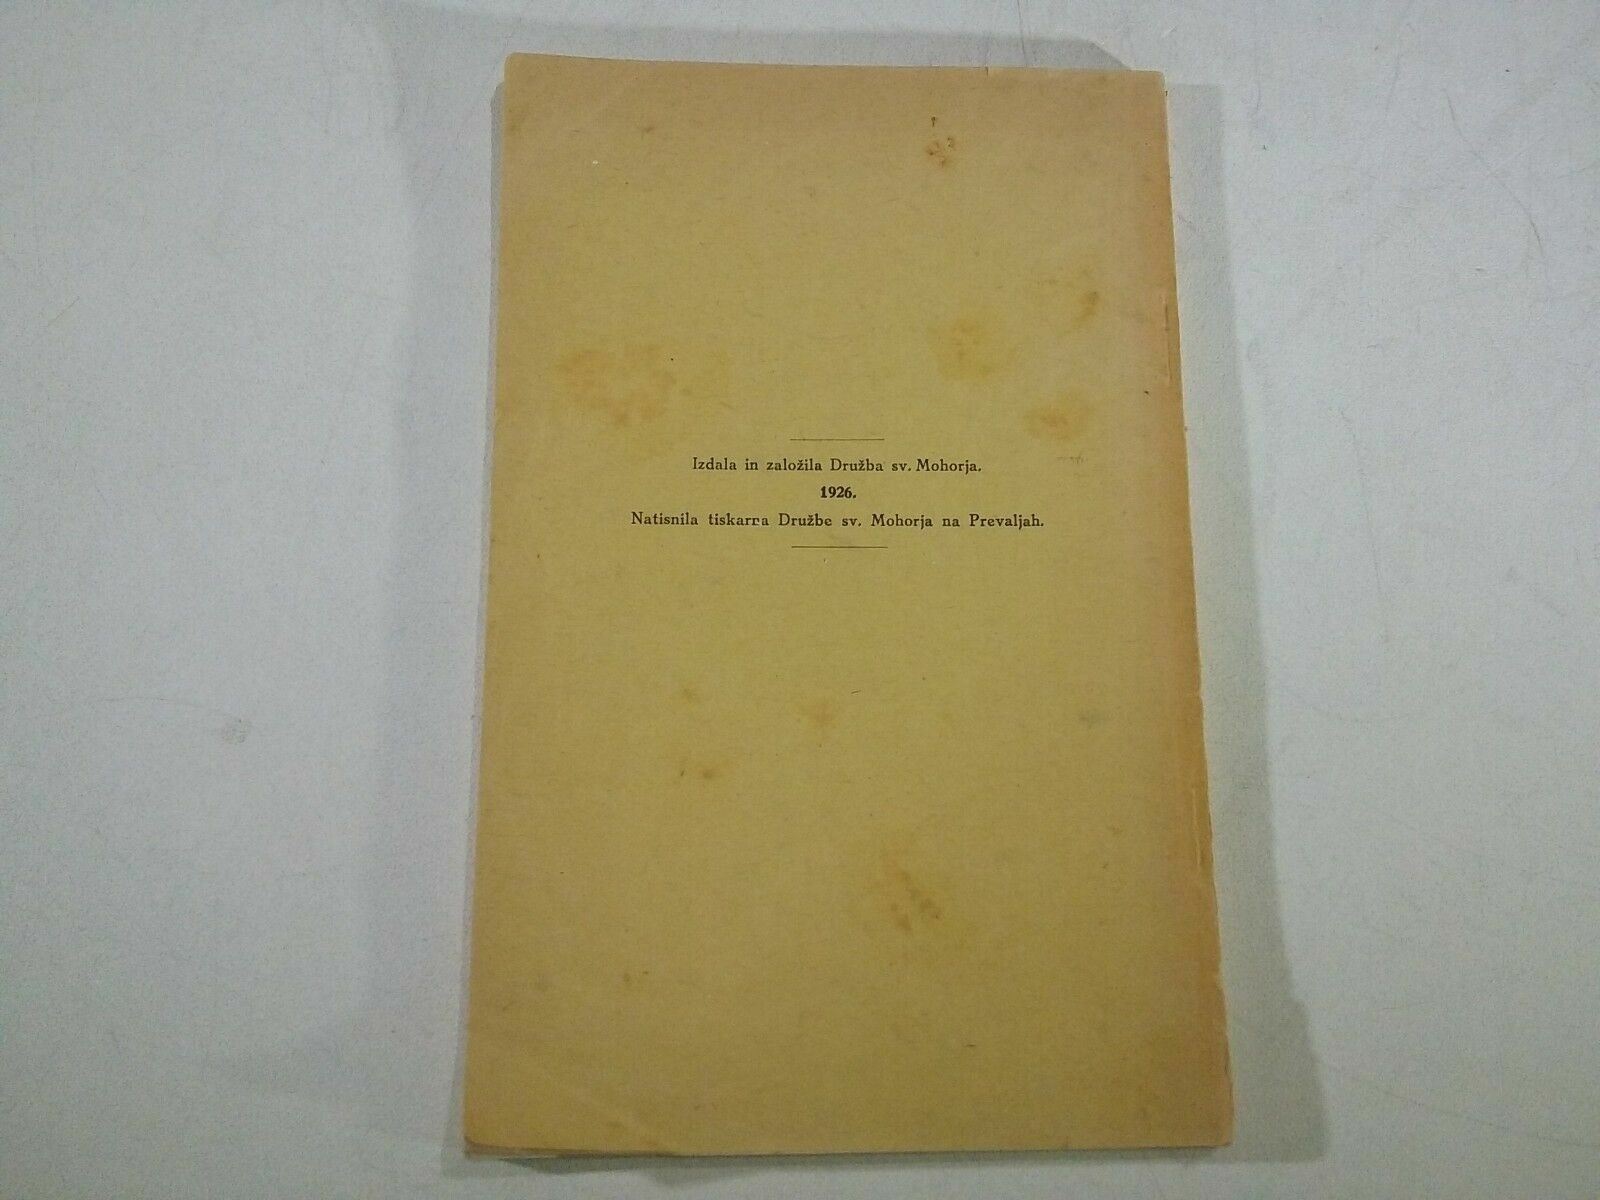 Izdala in založila Družba sv. Mohorja.
1926.
Natisnila tiskarna Družbe sv. Mohorja na Prevaljah.